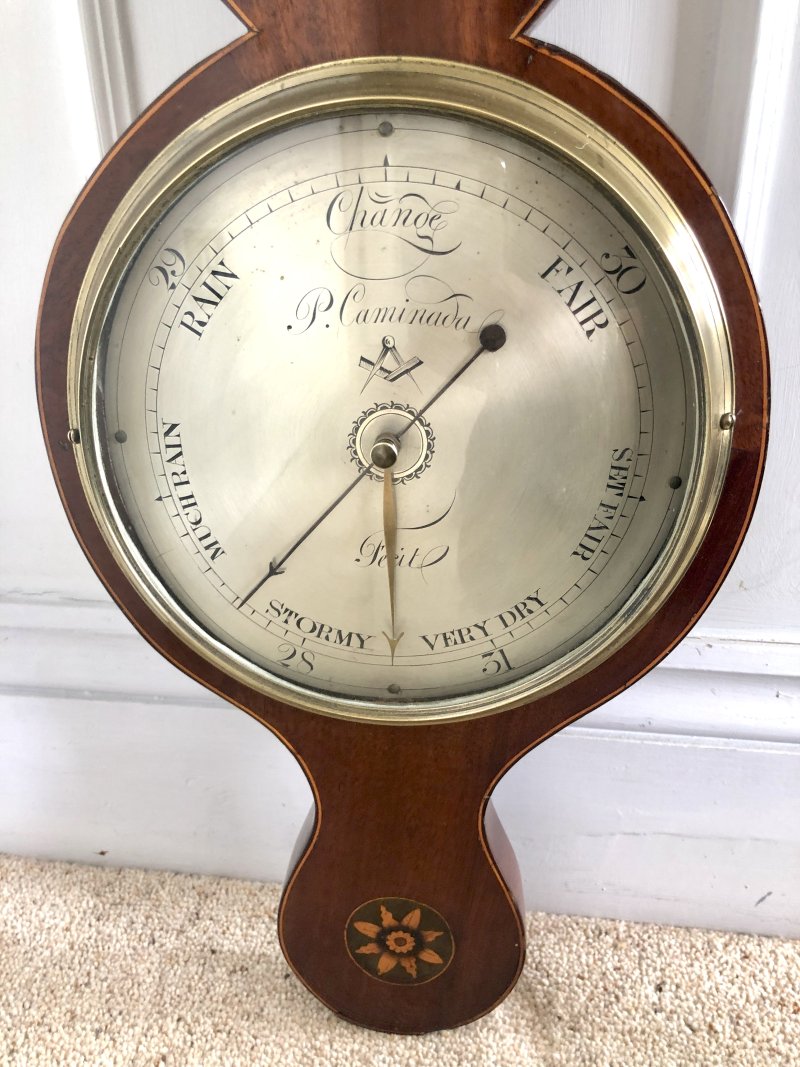 Change
29
30
RAIN
FAIR
P. Caminada
MUCH RAIN
SET FAIR
Fecit
STORMY
VERY DRY
28
31